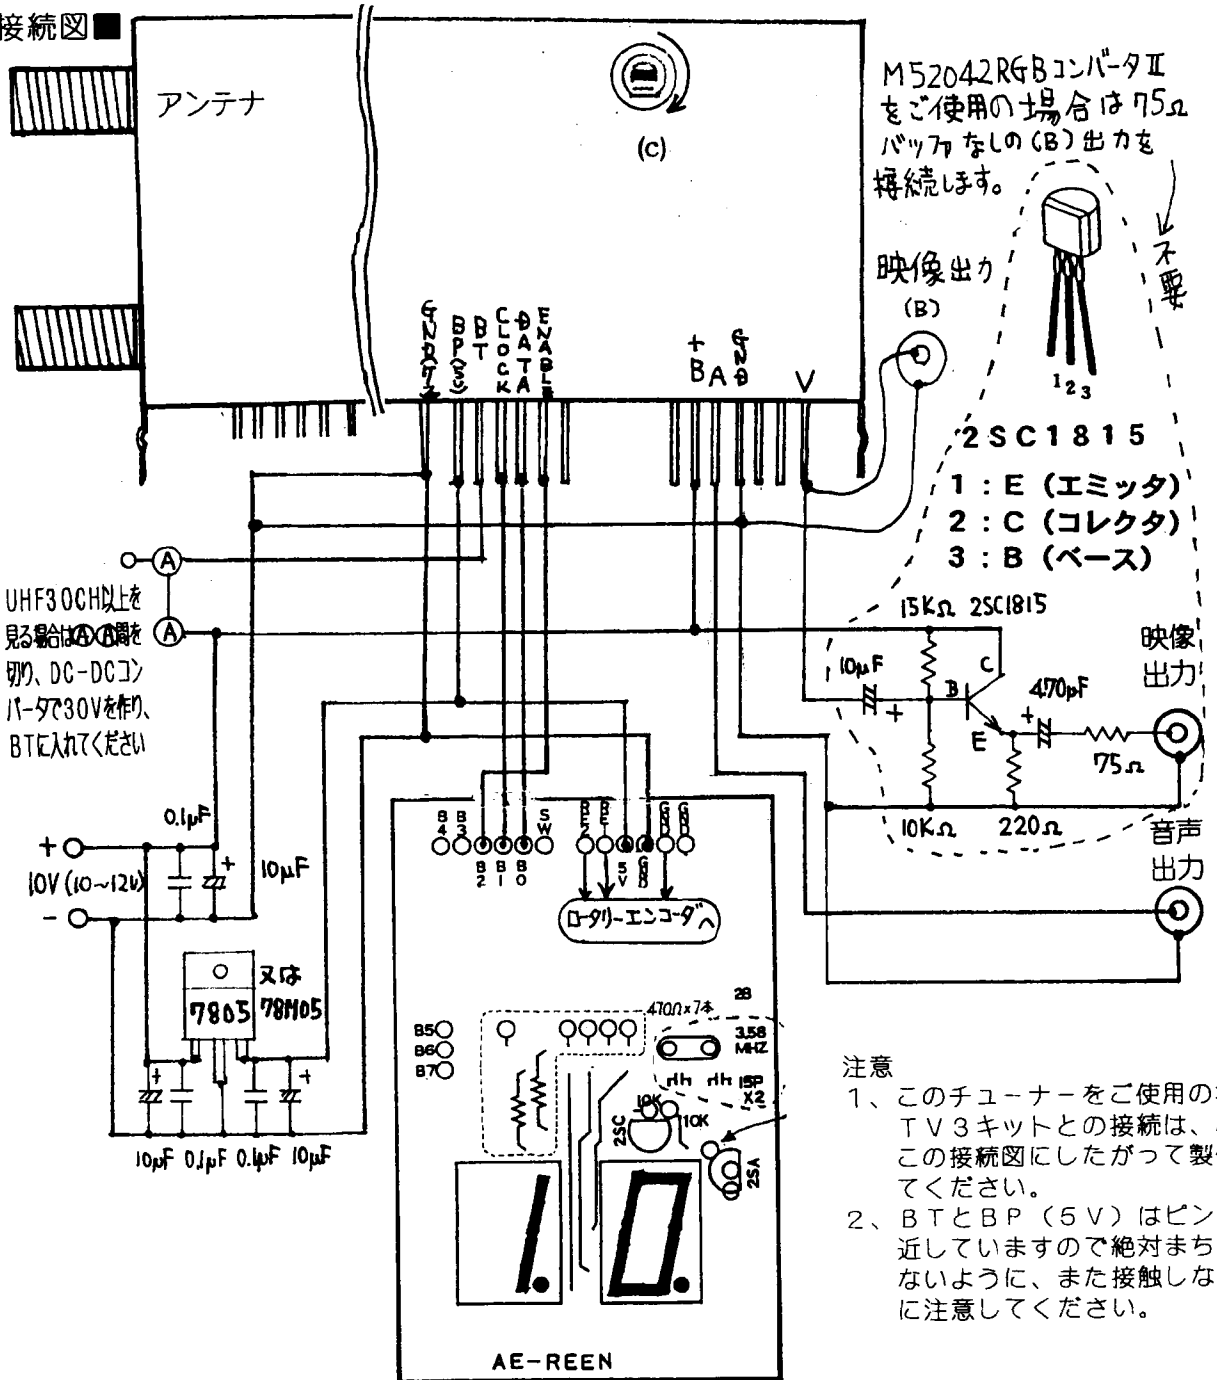 接続図■
アンテナ
(C)
M52042RGBコンバータⅡ
をご使用の場合は75Ω
バッファなしの(B)出力を
接続します。
不要
映像出力
(B)
GND(アース)
BP(5V)
BT
CLOCK
DATA
ENABLE
+B
A
GND
V
1 2 3
2SC1815
1:E(エミッタ)
2:C(コレクタ)
3:B(ベース)
A
A
UHF30CH以上を
見る場合はⒶⒶ間を
切り、DC-DCコン
バータで30Vを作り、
BTに入れてください
15KΩ 2SC1815
10μF
+
B
C
E
+
470μF
75Ω
10KΩ
220Ω
映像
出力
音声
出力
0.1μF
+
10V(10~12V)
-
+
10μF
7805
又は
78M05
+
+
10μF 0.1μF 0.1μF 10μF
B4
B3
B2
B1
B0
SW
RE2
RE
5V
GND
GND
GND
ロータリーエンコーダへ
B5
B6
B7
470Ω×7本
28
3.58
MHZ
15P
X2
10K
10K
2SC
2SA
AE-REEN
注意
1、このチューナーをご使用の
TV3キットとの接続は、
この接続図にしたがって製
てください。
2、BTとBP(5V)はピン
近していますので絶対まち
ないように、また接触しな
に注意してください。